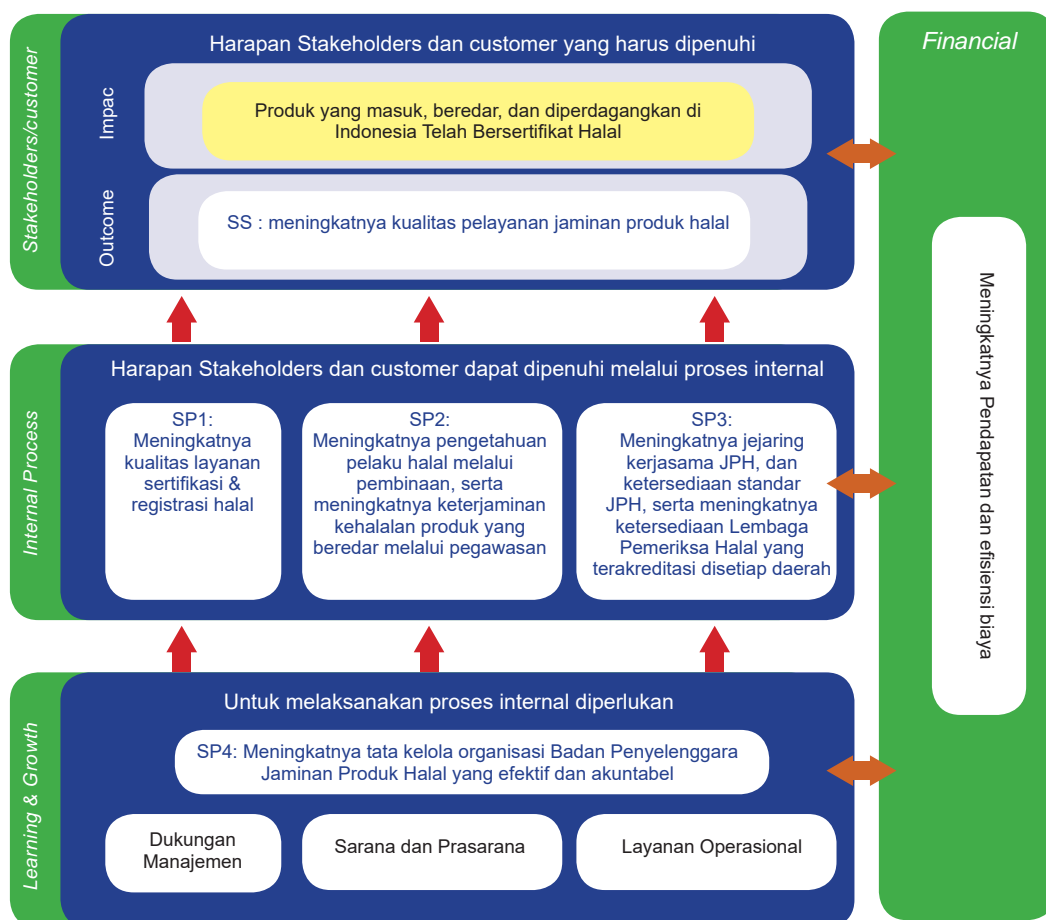 Stakeholders/customer
Harapan Stakeholders dan customer yang harus dipenuhi
Impac
Produk yang masuk, beredar, dan diperdagangkan di
Indonesia Telah Bersertifikat Halal
Outcome
SS : meningkatnya kualitas pelayanan jaminan produk halal
Internal Process
Harapan Stakeholders dan customer dapat dipenuhi melalui proses internal
SP1:
Meningkatnya
kualitas layanan
sertifikasi &
registrasi halal
SP2:
Meningkatnya pengetahuan
pelaku halal melalui
pembinaan, serta
meningkatnya keterjaminan
kehalalan produk yang
beredar melalui pegawasan
SP3:
Meningkatnya jejaring
kerjasama JPH, dan
ketersediaan standar
JPH, serta meningkatnya
ketersediaan Lembaga
Pemeriksa Halal yang
terakreditasi disetiap daerah
Learning & Growth
Untuk melaksanakan proses internal diperlukan
SP4: Meningkatnya tata kelola organisasi Badan Penyelenggara
Jaminan Produk Halal yang efektif dan akuntabel
Dukungan
Manajemen
Sarana dan Prasarana
Layanan Operasional
Financial
Meningkatnya Pendapatan dan efisiensi biaya